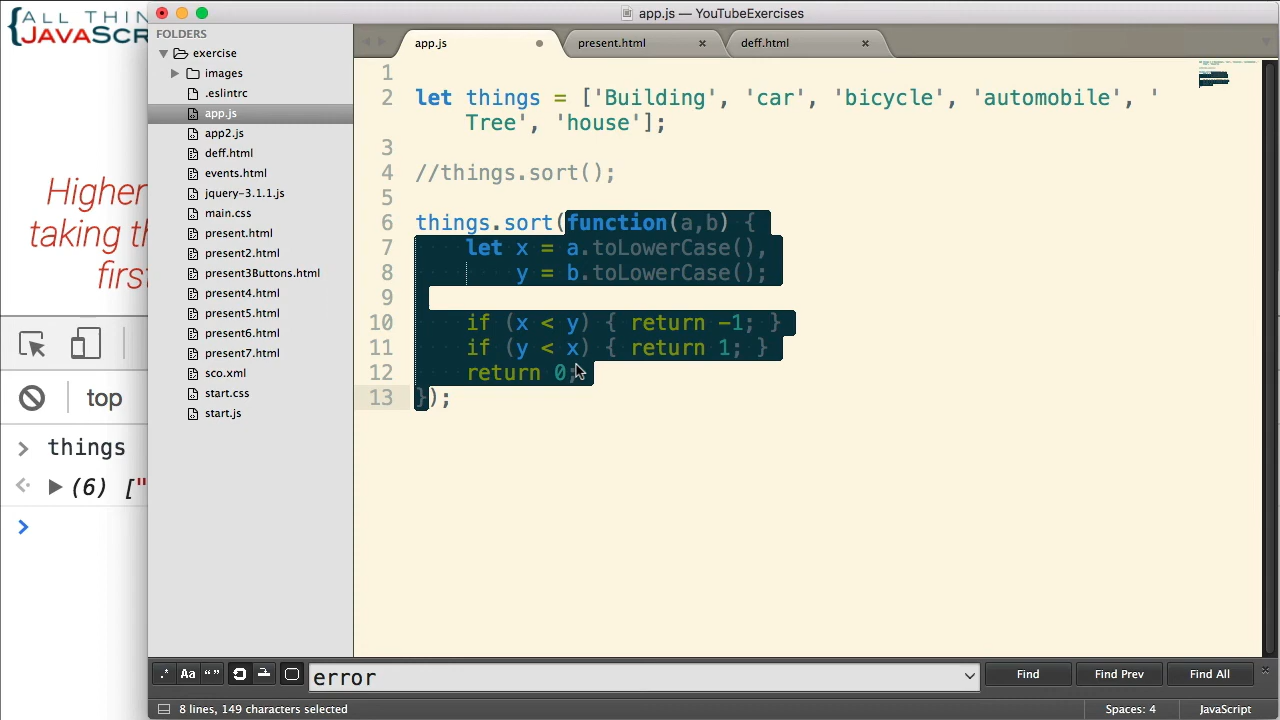 ALL THIN
JAVASCR
Higher
taking th
first
top
things
(6) ["
app.js — YouTubeExercises
FOLDERS
exercise
images
.eslintrc
app.js
app2.js
deff.html
events.html
jquery-3.1.1.js
main.css
present.html
present2.html
present3Buttons.html
present4.html
present5.html
present6.html
present7.html
sco.xml
start.css
start.js
app.js
present.html
deff.html
1
2 let things = ['Building', 'car', 'bicycle', 'automobile', '
Tree', 'house'];
3
4 //things.sort();
5
6 things.sort(function(a,b) {
7 let x = a.toLowerCase(),
8 y = b.toLowerCase();
9
10 if (x < y) { return -1; }
11 if (y < x) { return 1; }
12 return 0;
13 });
.* Aa “” error Find Find Prev Find All
8 lines, 149 characters selected Spaces: 4 JavaScript